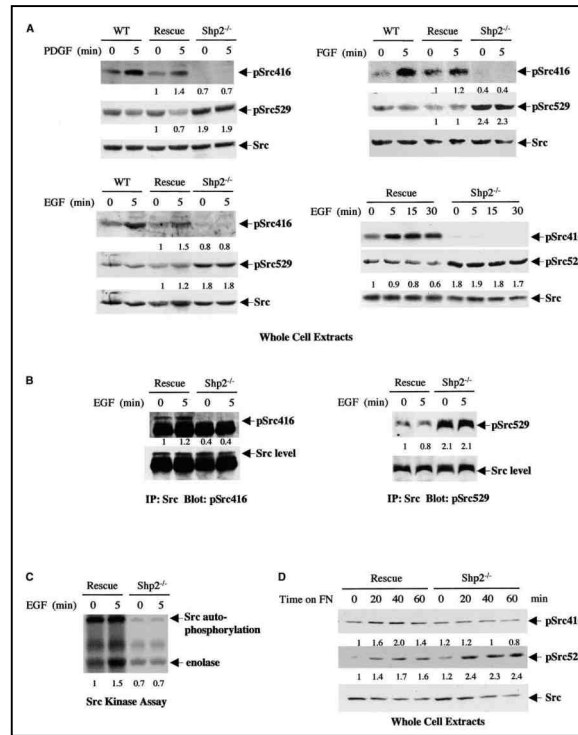 A
WT Rescue Shp2-/-
PDGF (min) 0 5 0 5 0 5
pSrc416
1 1.4 0.7 0.7
pSrc529
1 0.7 1.9 1.9
Src
WT Rescue Shp2-/-
FGF (min) 0 5 0 5 0 5
pSrc416
1 1.2 0.4 0.4
pSrc529
1 1 2.4 2.3
Src
WT Rescue Shp2-/-
EGF (min) 0 5 0 5 0 5
pSrc416
1 1.5 0.8 0.8
pSrc529
1 1.2 1.8 1.8
Src
Rescue Shp2-/-
EGF (min) 0 5 15 30 0 5 15 30
pSrc41
pSrc52
1 0.9 0.8 0.6 1.8 1.9 1.8 1.7
Src
Whole Cell Extracts
B
Rescue Shp2-/-
EGF (min) 0 5 0 5
pSrc416
1 1.2 0.4 0.4
Src level
IP: Src Blot: pSrc416
Rescue Shp2-/-
EGF (min) 0 5 0 5
pSrc529
1 0.8 2.1 2.1
Src level
IP: Src Blot: pSrc529
C
Rescue Shp2-/-
EGF (min) 0 5 0 5
Src auto-
phosphorylation
enolase
1 1.5 0.7 0.7
Src Kinase Assay
D
Rescue Shp2-/-
Time on FN 0 20 40 60 0 20 40 60 min
pSrc41
1 1.6 2.0 1.4 1.2 1.2 1 0.8
pSrc52
1 1.4 1.7 1.6 1.2 2.4 2.3 2.4
Src
Whole Cell Extracts